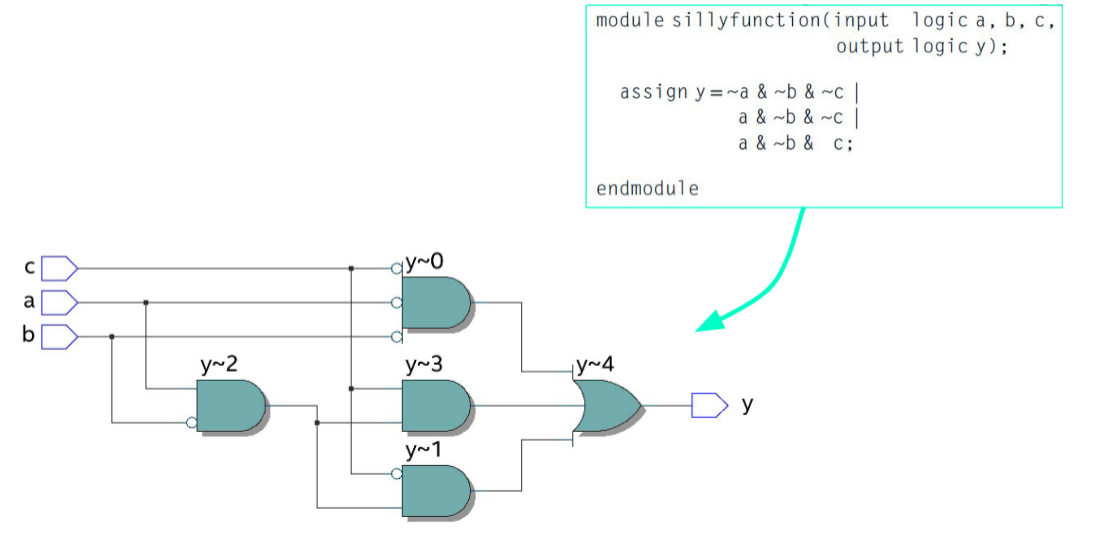 module sillyfunction(input logic a, b, c,
output logic y);
assign y = ~a & ~b & ~c |
a & ~b & ~c |
a & ~b & c;
endmodule
c
a
b
y~0
y~2
y~3
y~4
y
y~1